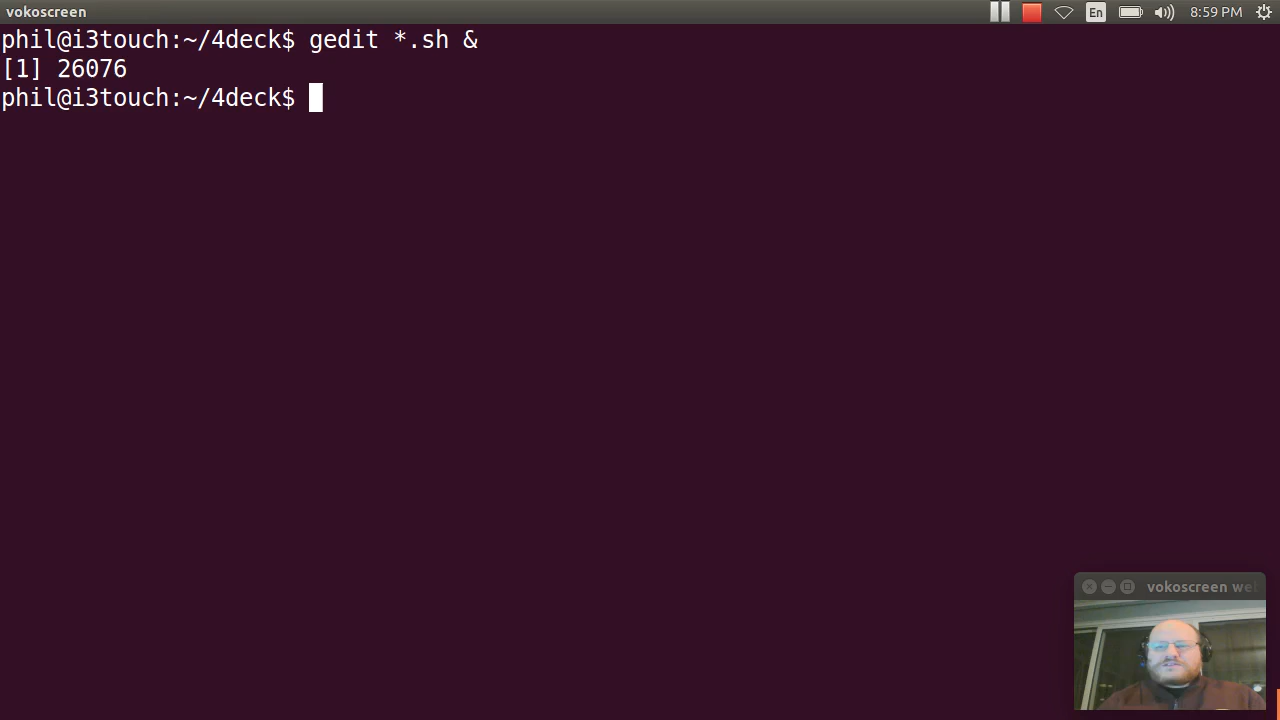 vokoscreen
En
8:59 PM
phil@i3touch:~/4deck$ gedit *.sh &
[1] 26076
phil@i3touch:~/4deck$
vokoscreen we